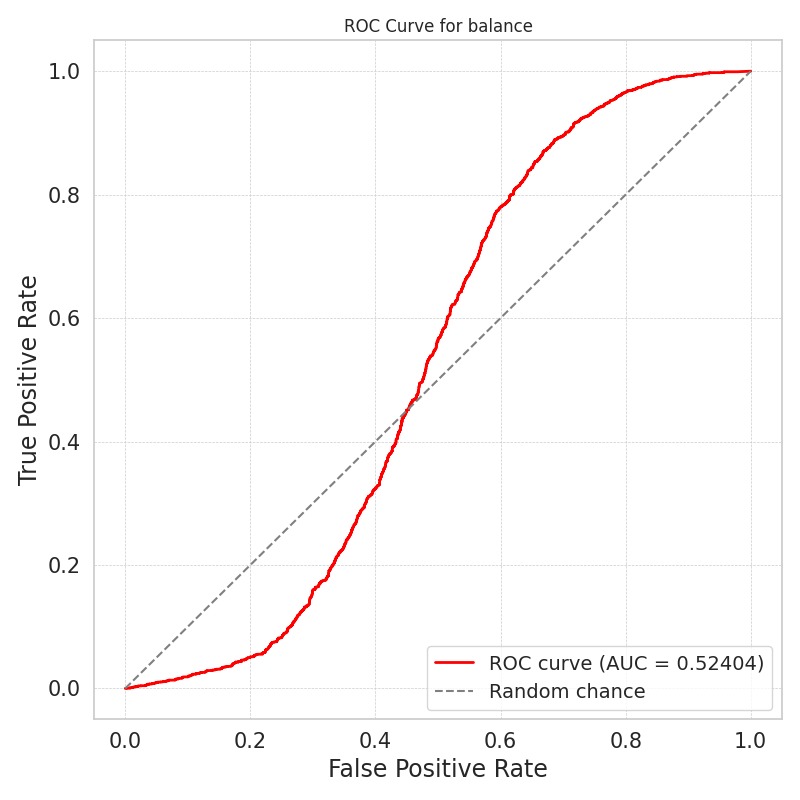 ROC Curve for balance
1.0
0.8
0.6
0.4
0.2
0.0
True Positive Rate
ROC curve (AUC = 0.52404)
Random chance
0.0 0.2 0.4 0.6 0.8 1.0
False Positive Rate